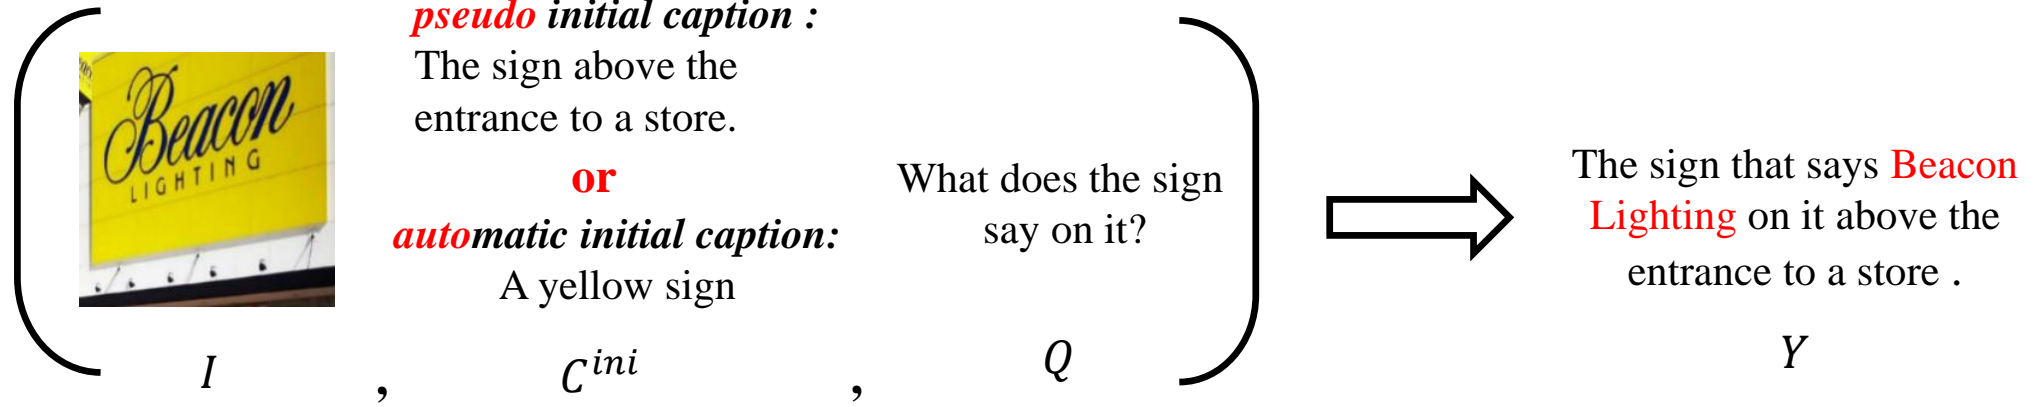 Beacon
LIGHTING
pseudo initial caption :
The sign above the
entrance to a store.
or
automatic initial caption:
A yellow sign
What does the sign
say on it?
The sign that says Beacon
Lighting on it above the
entrance to a store .
I , C^{ini} , Q
Y